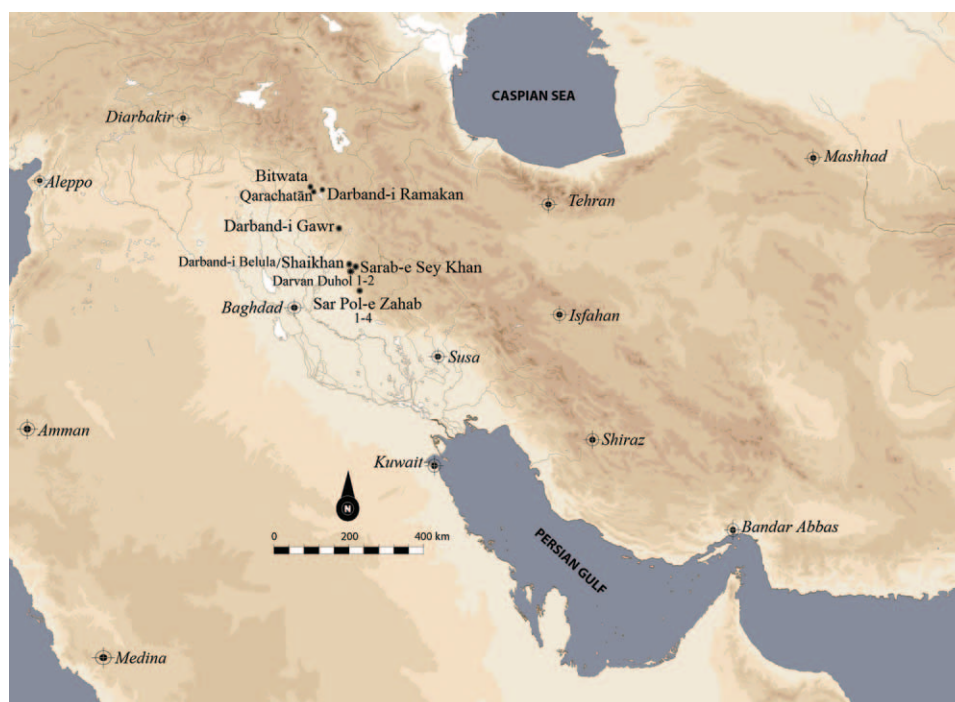 CASPIAN SEA
Diarbakir
Mashhad
Bitwata
Aleppo
Qarachatān
Darband-i Ramakan
Tehran
Darband-i Gawr
Darband-i Belula/Shaikhan
Sarab-e Sey Khan
Darvan Duhol 1-2
Baghdad
Sar Pol-e Zahab
1-4
Isfahan
Susa
Amman
Shiraz
Kuwait
N
Bandar Abbas
0 200 400 km
PERSIAN GULF
Medina